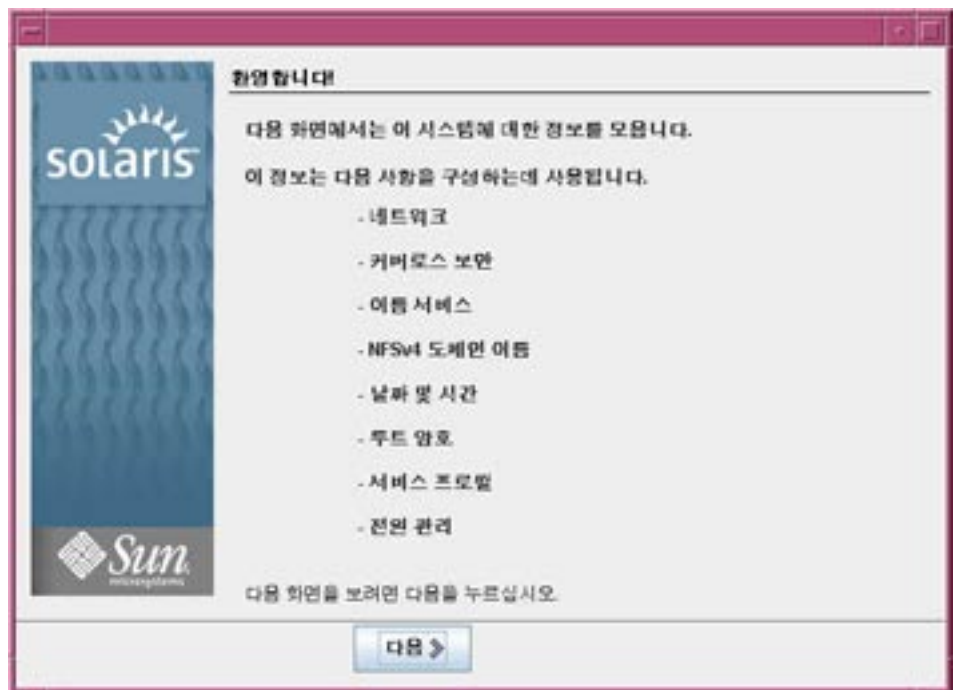 환영합니다!
다음 화면에서는 이 시스템에 대한 정보를 모읍니다.
이 정보는 다음 사항을 구성하는데 사용됩니다.
- 네트워크
- 커버로스 보안
- 이름 서비스
- NFSv4 도메인 이름
- 날짜 및 시간
- 루트 암호
- 서비스 프로필
- 전원 관리
다음 화면을 보려면 다음을 누르십시오.
다음
solaris
Sun
microsystems